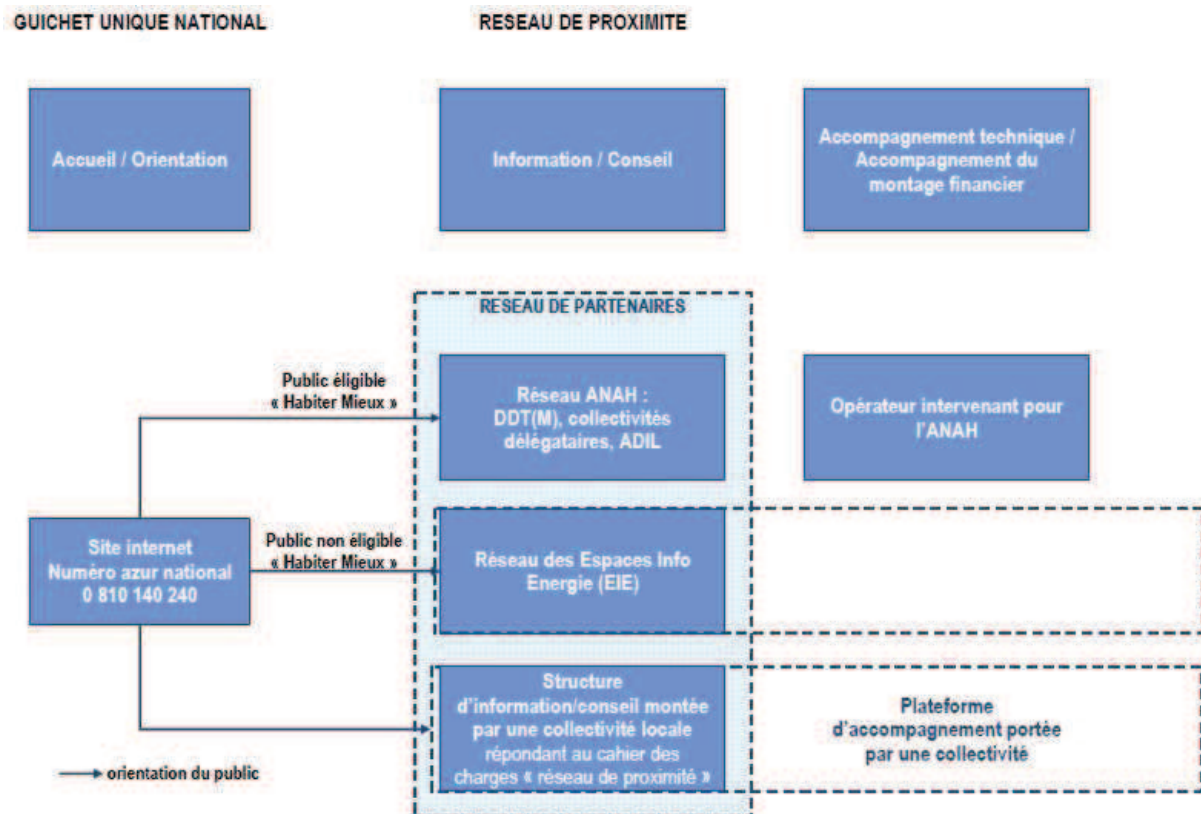 GUICHET UNIQUE NATIONAL
RESEAU DE PROXIMITE
Accueil / Orientation
Information / Conseil
Accompagnement technique /
Accompagnement du
montage financier
RESEAU DE PARTENAIRES
Public éligible
« Habiter Mieux »
Réseau ANAH :
DDT(M), collectivités
délégataires, ADIL
Opérateur intervenant pour
l'ANAH
Site internet
Numéro azur national
0 810 140 240
Public non éligible
« Habiter Mieux »
Réseau des Espaces Info
Energie (EIE)
Structure
d'information/conseil montée
par une collectivité locale
répondant au cahier des
charges « réseau de proximité »
Plateforme
d'accompagnement portée
par une collectivité
orientation du public